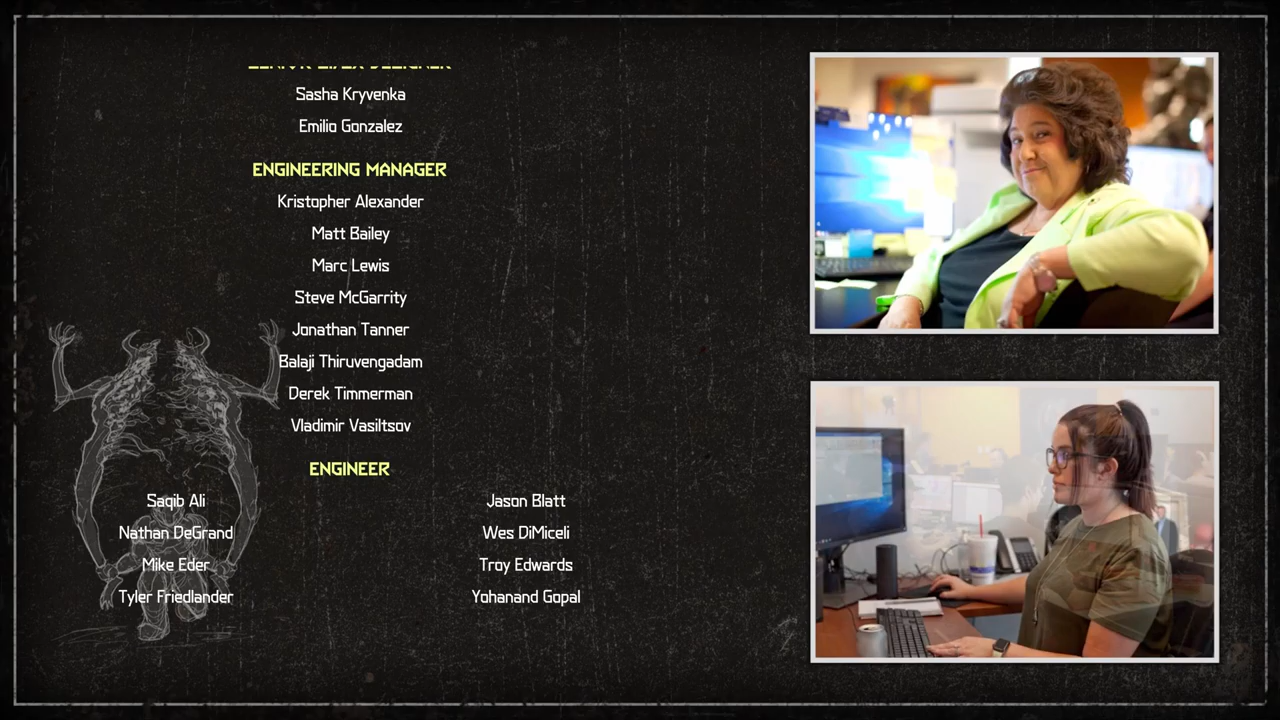 Sasha Kryvenka
Emilio Gonzalez
ENGINEERING MANAGER
Kristopher Alexander
Matt Bailey
Marc Lewis
Steve McGarrity
Jonathan Tanner
Balaji Thiruvengadam
Derek Timmerman
Vladimir Vasiltsov
ENGINEER
Saqib Ali
Jason Blatt
Nathan DeGrand
Wes DiMiceli
Mike Eder
Troy Edwards
Tyler Friedlander
Yohanand Gopal